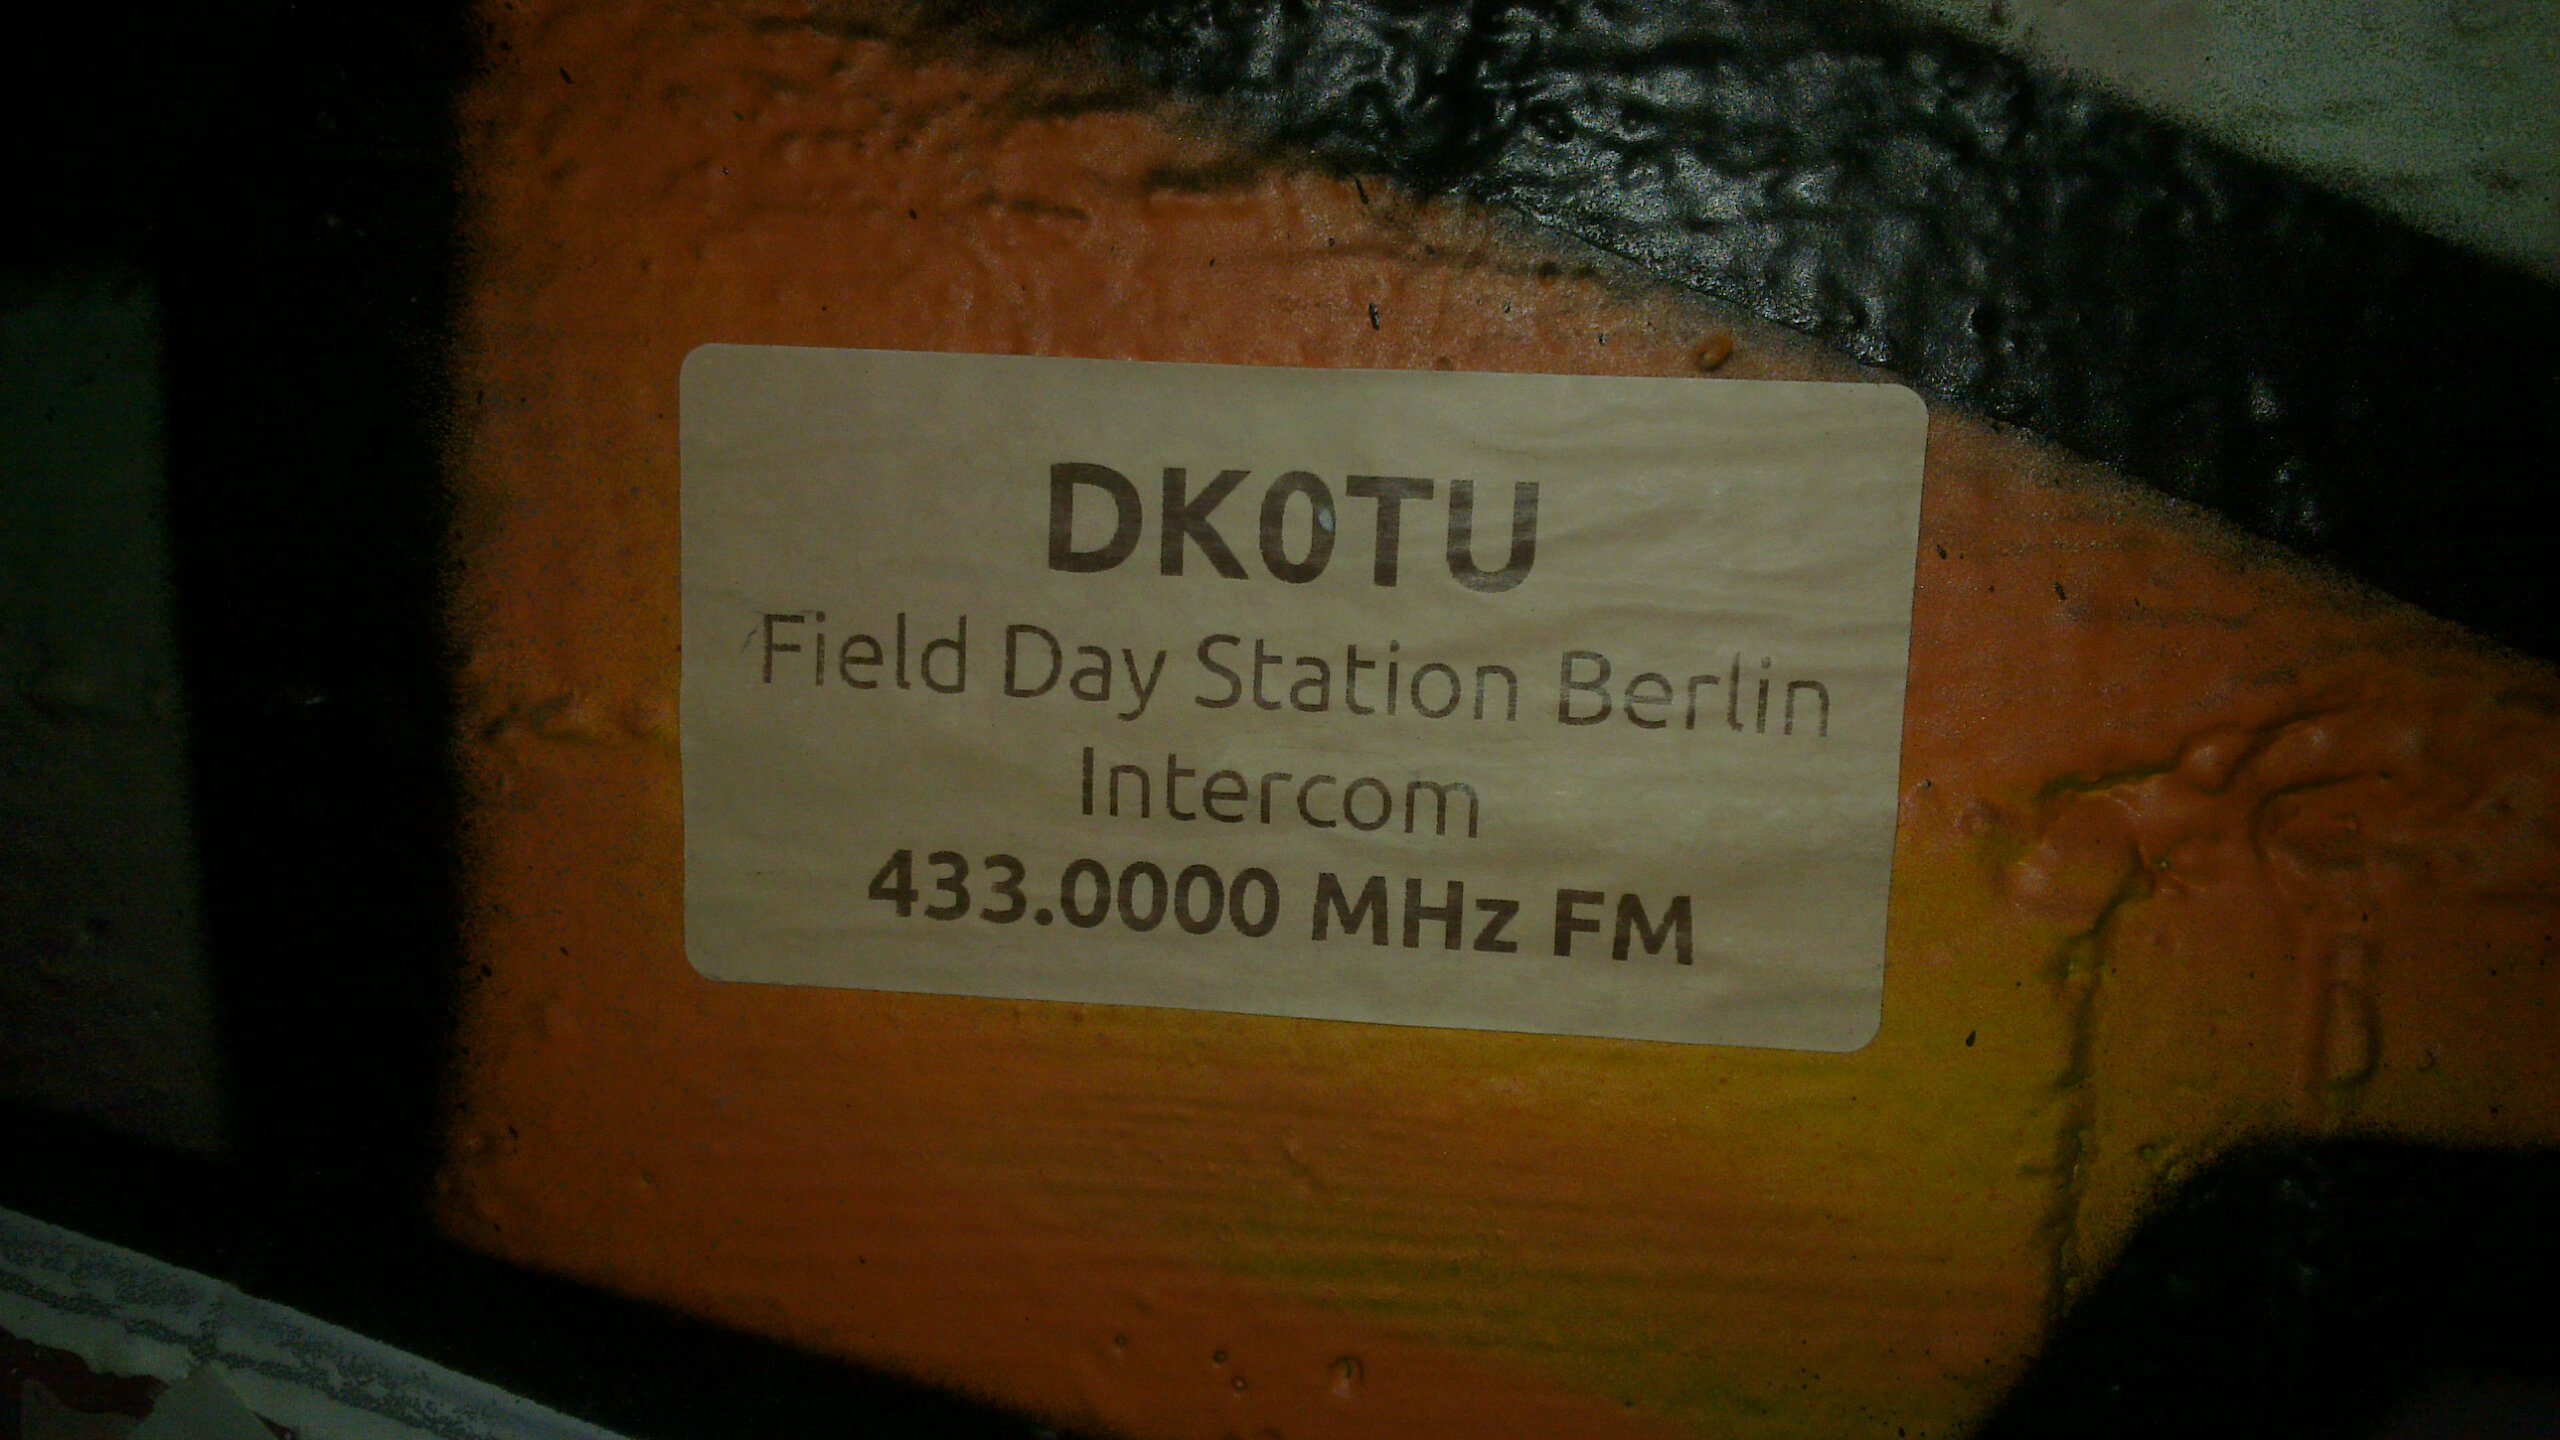 DK0TU
Field Day Station Berlin
Intercom
433.0000 MHz FM